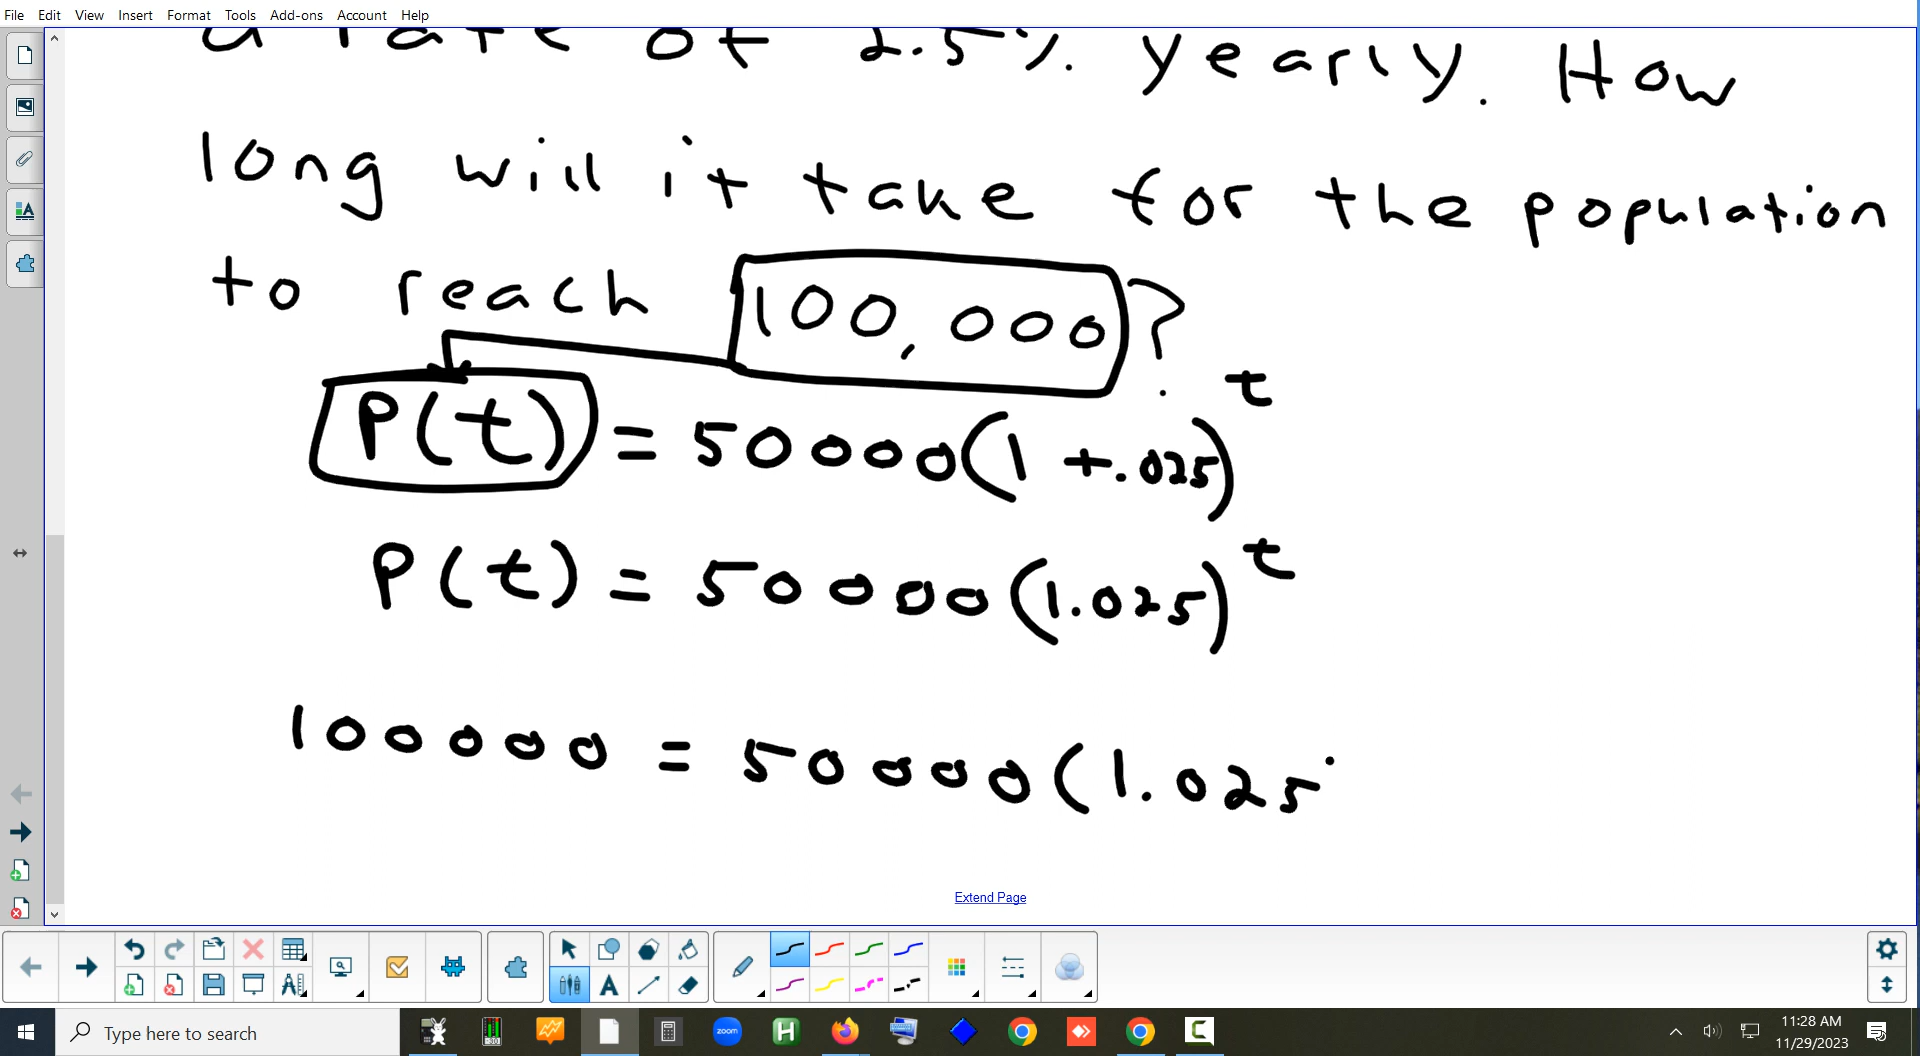 File Edit View Insert Format Tools Add-ons Account Help
a rate of 2.5% yearly. How
long will it take for the population
to reach 100,000?
P(t) = 50000(1 +.025)^t
P(t) = 50000(1.025)^t
100000 = 50000(1.025
Extend Page
Type here to search
zoom
11:28 AM
11/29/2023